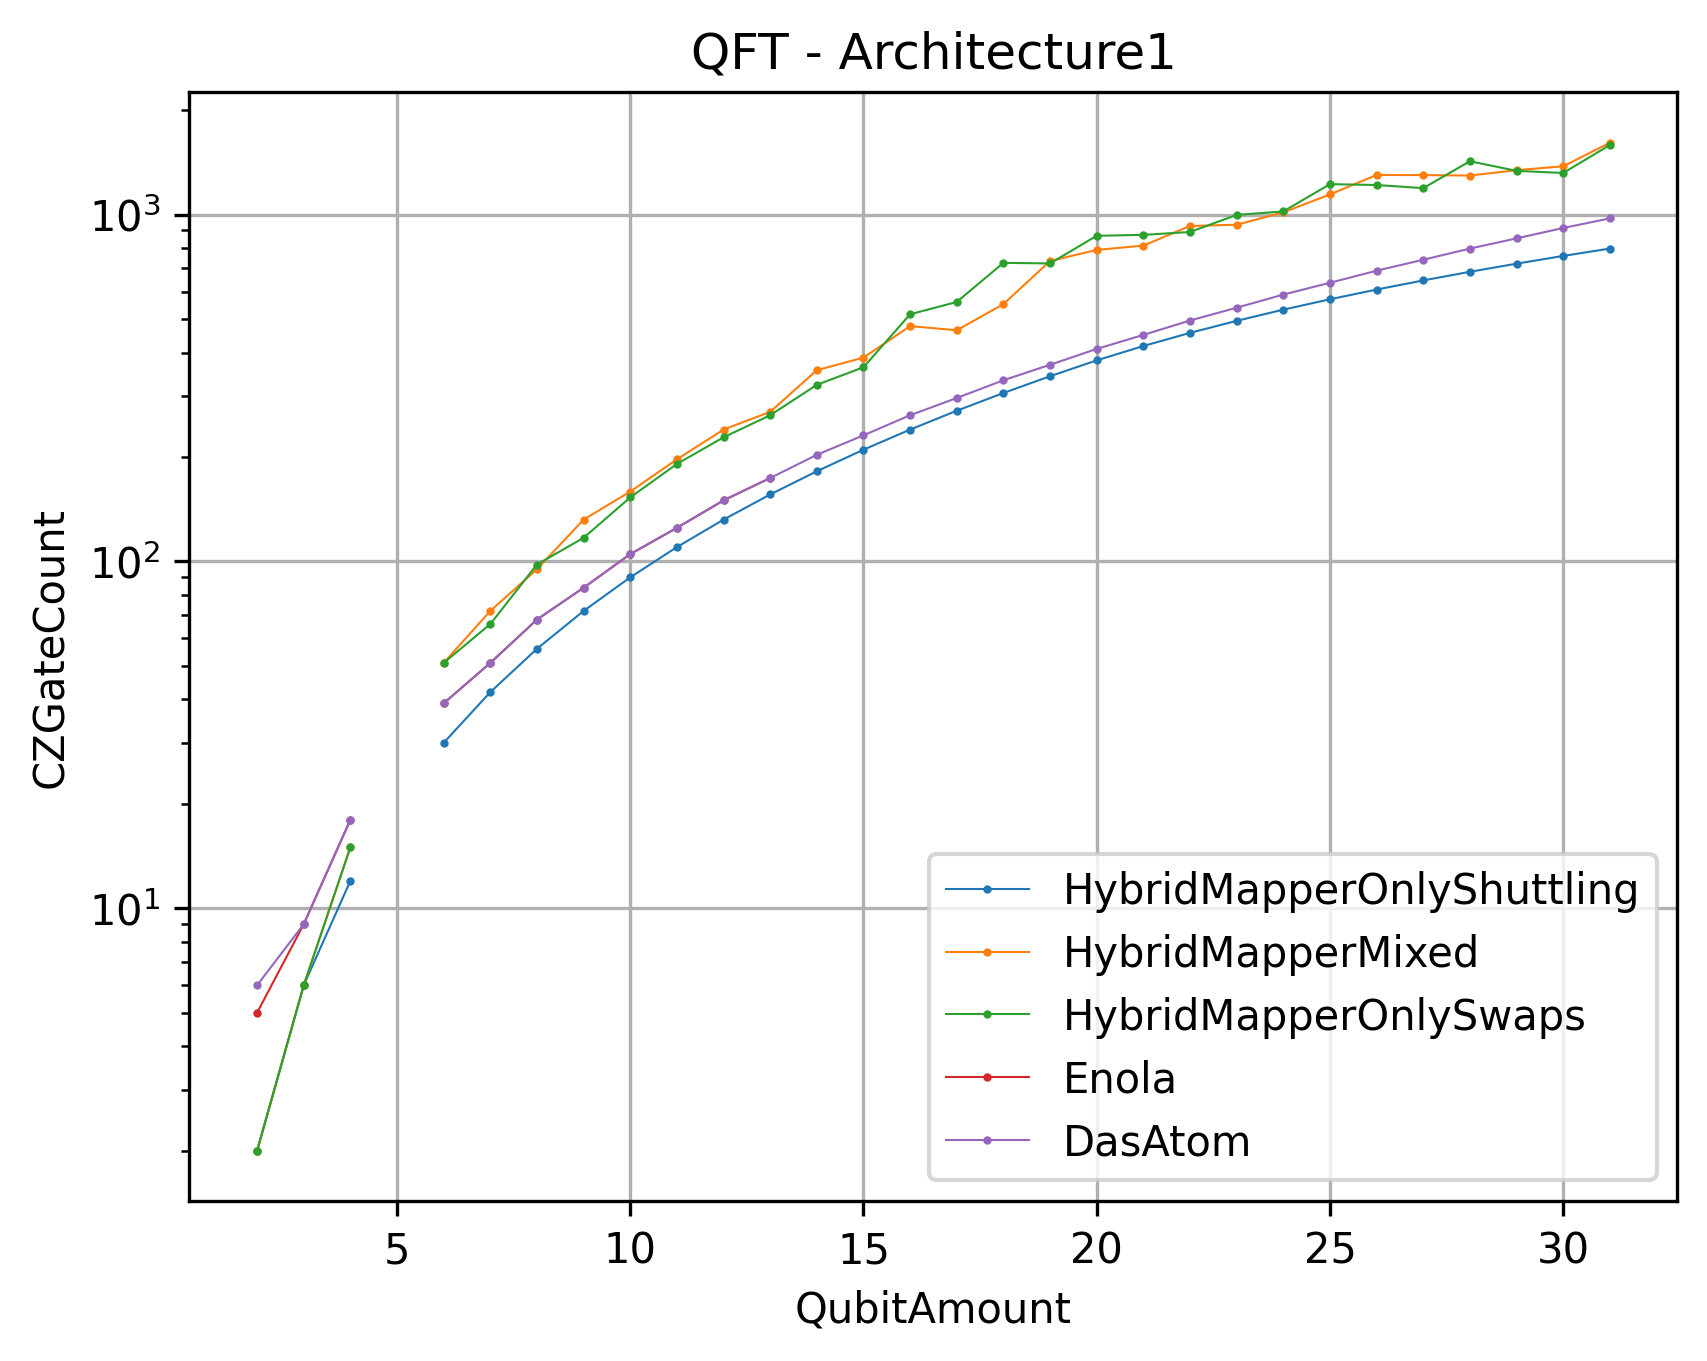 QFT - Architecture1
CZGateCount
10³
10²
10¹
5 10 15 20 25 30
QubitAmount
HybridMapperOnlyShuttling
HybridMapperMixed
HybridMapperOnlySwaps
Enola
DasAtom